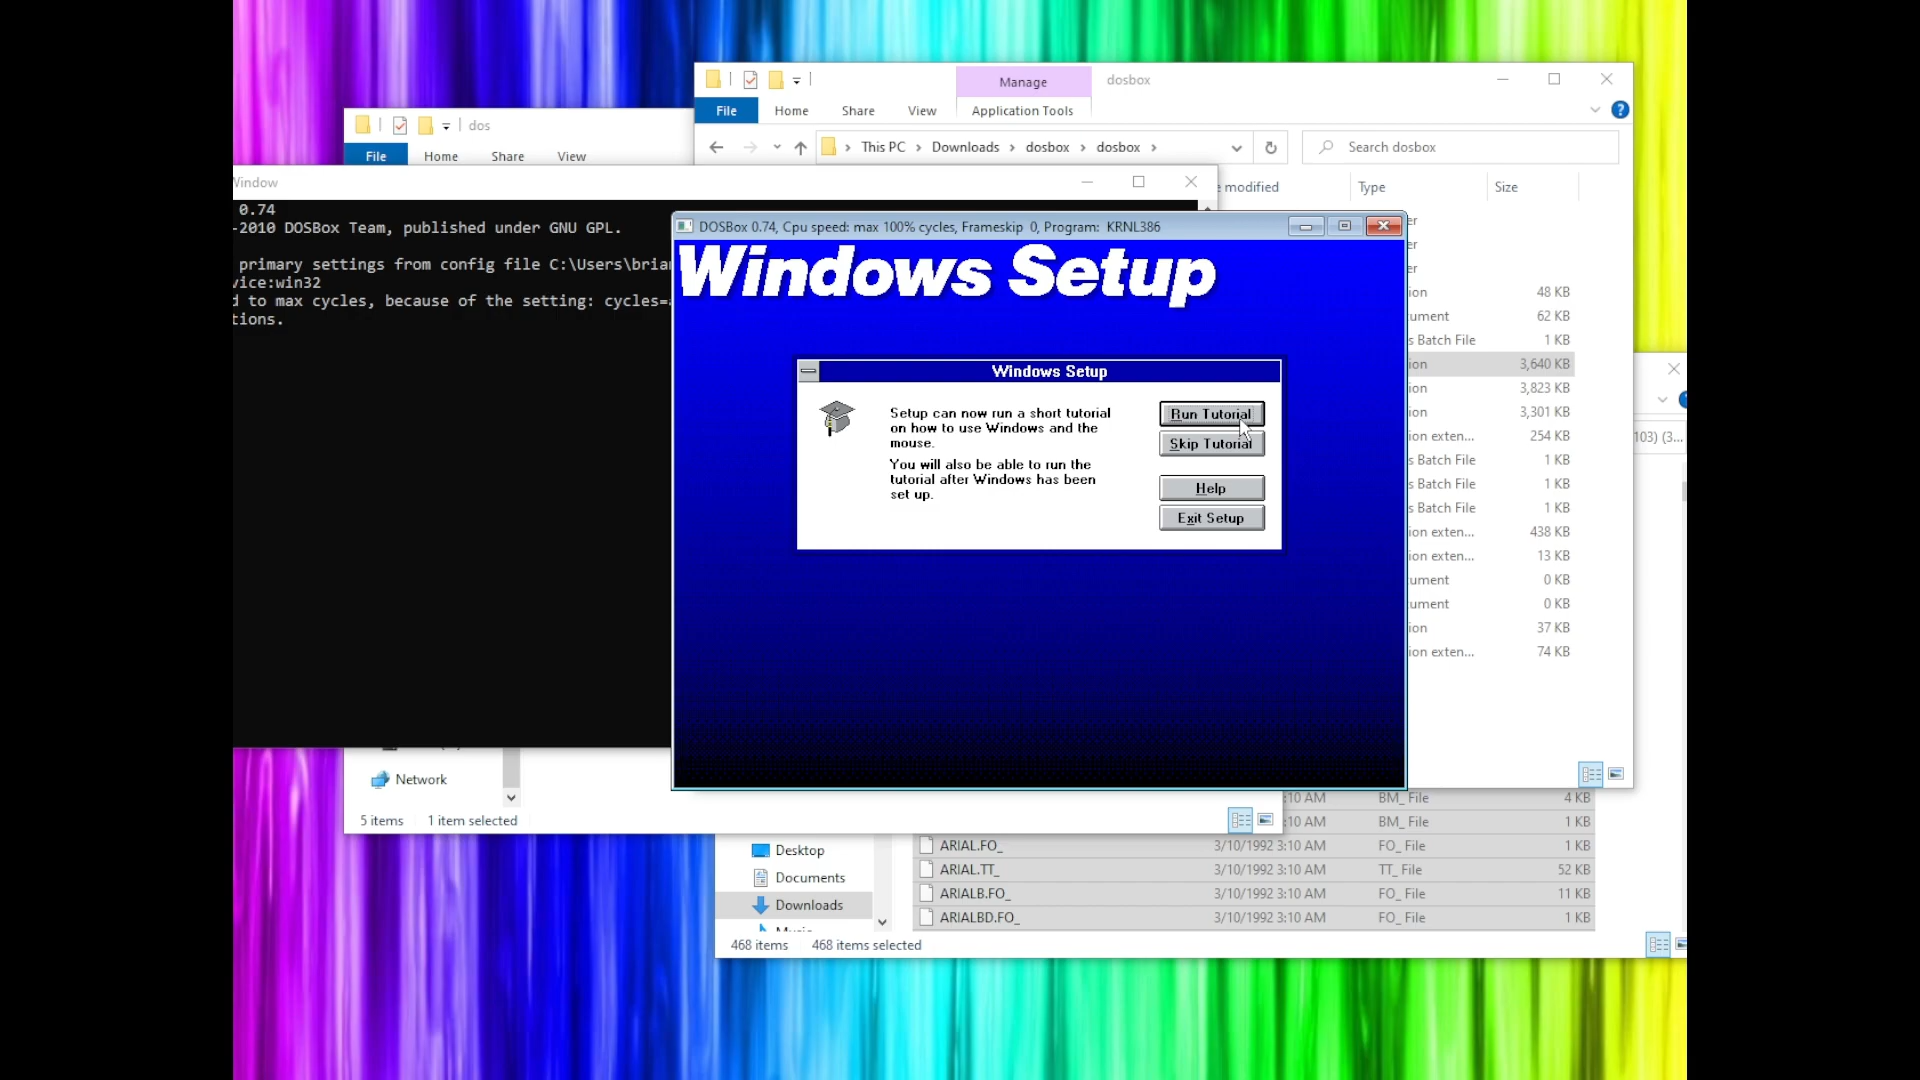 Manage
dosbox
File
Home
Share
View
Application Tools
This PC
Downloads
dosbox
dosbox
Search dosbox
dos
File
Home
Share
View
modified
Type
Size
48 KB
62 KB
Batch File
1 KB
3,640 KB
3,823 KB
3,301 KB
254 KB
Batch File
1 KB
Batch File
1 KB
Batch File
1 KB
438 KB
13 KB
0 KB
0 KB
37 KB
74 KB
Window
0.74
-2010 DOSBox Team, published under GNU GPL.
primary settings from config file C:\Users\bria
vice:win32
d to max cycles, because of the setting: cycles=
tions.
DOSBox 0.74, Cpu speed: max 100% cycles, Frameskip 0, Program: KRNL386
Windows Setup
Windows Setup
Setup can now run a short tutorial
on how to use Windows and the
mouse.
You will also be able to run the
tutorial after Windows has been
set up.
Run Tutorial
Skip Tutorial
Help
Exit Setup
103) (3...
Network
5 items
1 item selected
Desktop
Documents
Downloads
:10 AM BM_ File 4 KB
:10 AM BM_ File 1 KB
ARIAL.FO_ 3/10/1992 3:10 AM FO_ File 1 KB
ARIAL.TT_ 3/10/1992 3:10 AM TT_ File 52 KB
ARIALB.FO_ 3/10/1992 3:10 AM FO_ File 11 KB
ARIALBD.FO_ 3/10/1992 3:10 AM FO_ File 1 KB
468 items
468 items selected